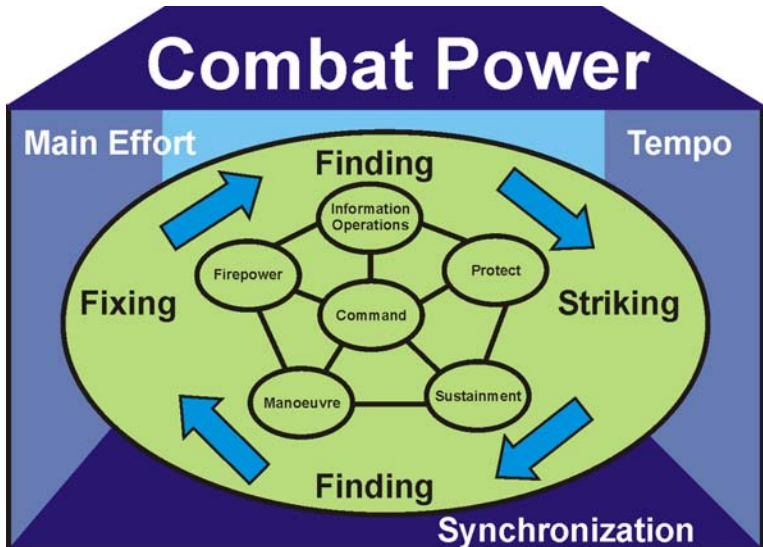 Combat Power
Main Effort
Tempo
Finding
Information
Operations
Firepower
Protect
Fixing
Command
Striking
Manoeuvre
Sustainment
Finding
Synchronization